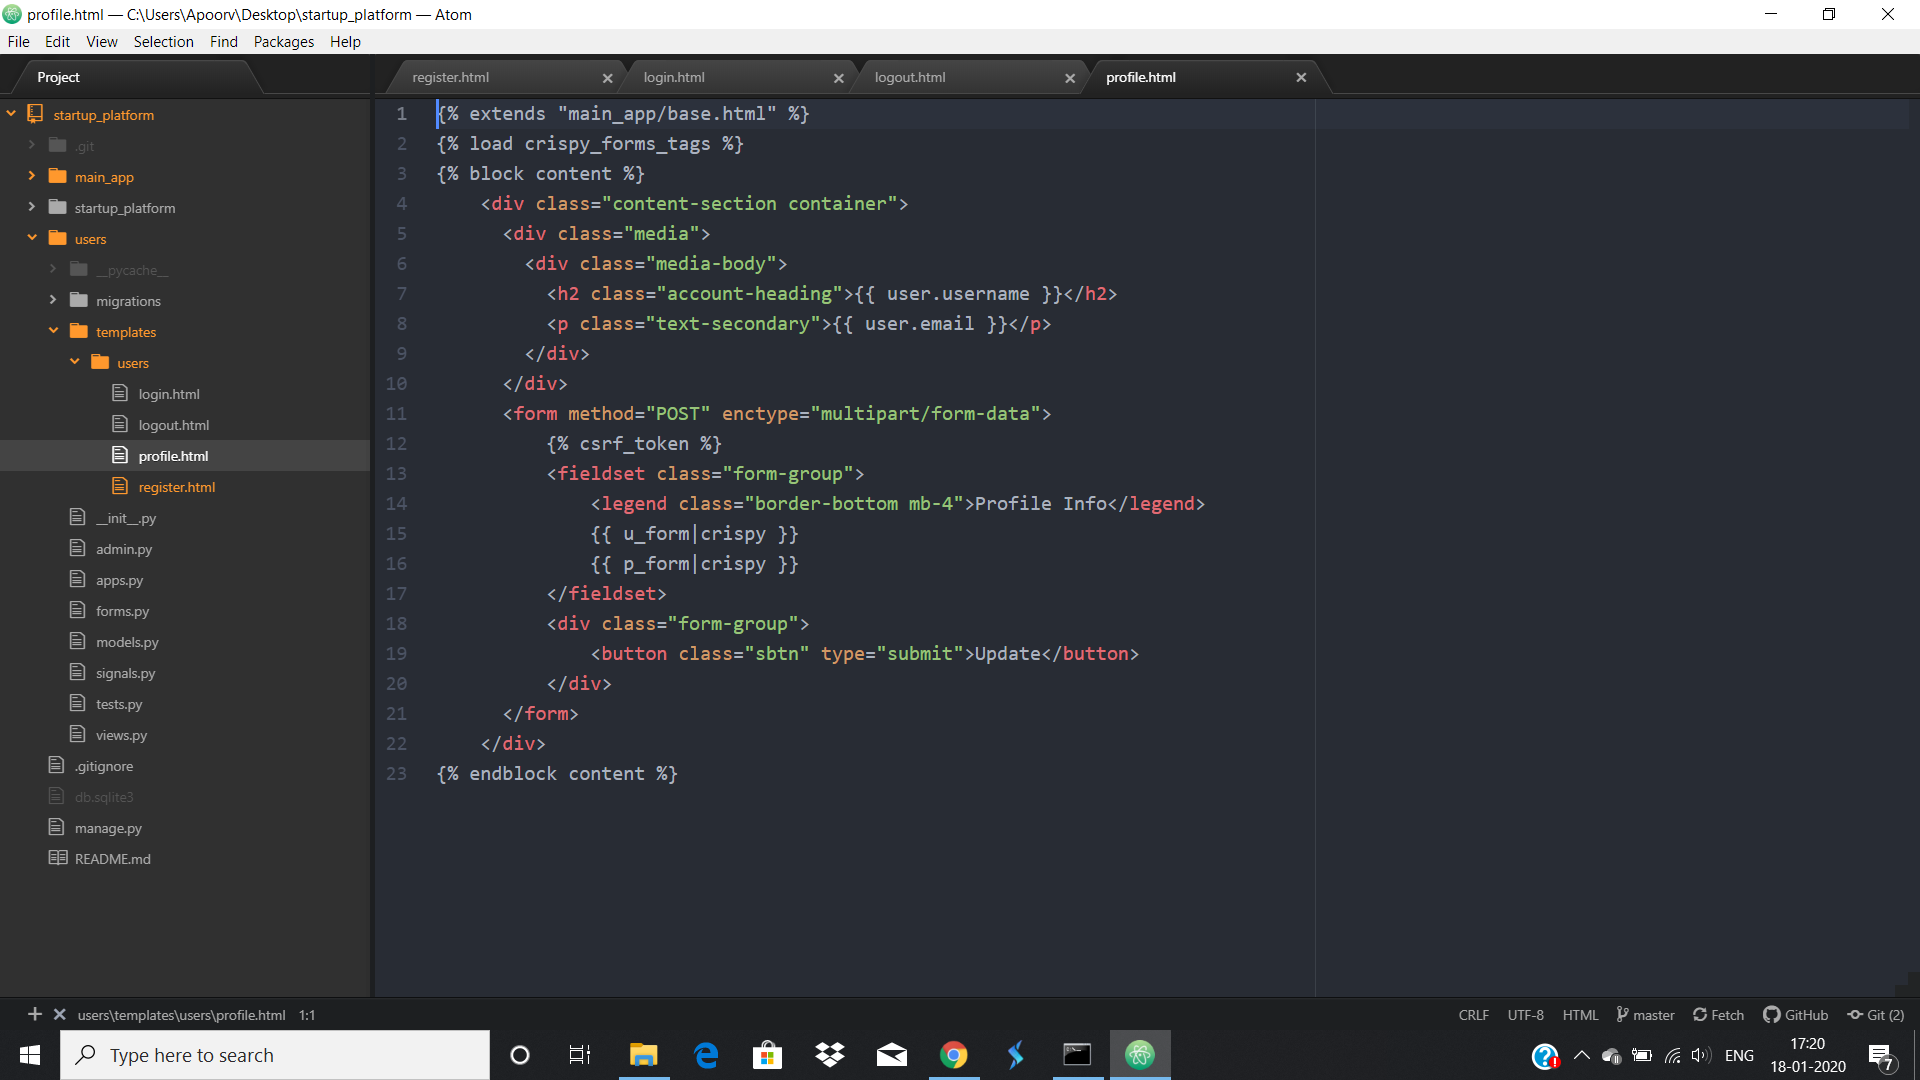 profile.html — C:\Users\Apoorv\Desktop\startup_platform — Atom
File Edit View Selection Find Packages Help
Project
startup_platform
.git
main_app
startup_platform
users
__pycache__
migrations
templates
users
login.html
logout.html
profile.html
register.html
__init__.py
admin.py
apps.py
forms.py
models.py
signals.py
tests.py
views.py
.gitignore
db.sqlite3
manage.py
README.md
register.html login.html logout.html profile.html
1 {% extends "main_app/base.html" %}
2 {% load crispy_forms_tags %}
3 {% block content %}
4     <div class="content-section container">
5       <div class="media">
6         <div class="media-body">
7           <h2 class="account-heading">{{ user.username }}</h2>
8           <p class="text-secondary">{{ user.email }}</p>
9         </div>
10       </div>
11       <form method="POST" enctype="multipart/form-data">
12           {% csrf_token %}
13           <fieldset class="form-group">
14               <legend class="border-bottom mb-4">Profile Info</legend>
15               {{ u_form|crispy }}
16               {{ p_form|crispy }}
17           </fieldset>
18           <div class="form-group">
19               <button class="sbtn" type="submit">Update</button>
20           </div>
21       </form>
22     </div>
23 {% endblock content %}
users\templates\users\profile.html 1:1 CRLF UTF-8 HTML master Fetch GitHub Git (2)
Type here to search
ENG
17:20
18-01-2020
7